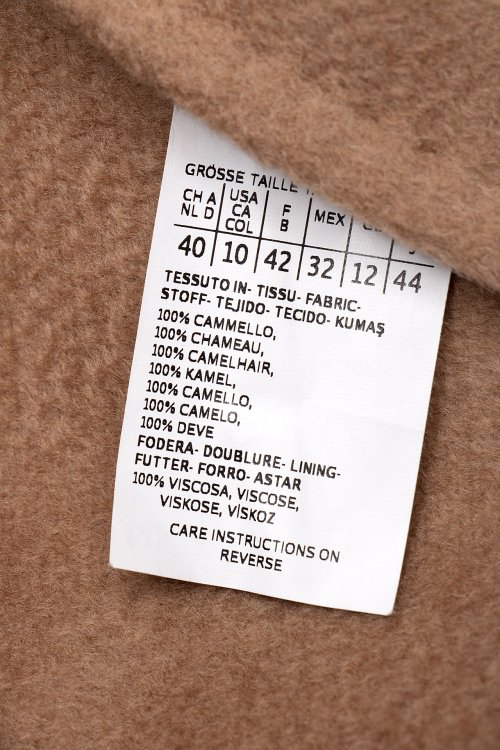 GRÖSSE TAILLE
CH A USA F MEX
NL D CA B
COL
40 10 42 32 12 44
TESSUTO IN- TISSU- FABRIC-
STOFF- TEJIDO- TECIDO- KUMAŞ
100% CAMMELLO,
100% CHAMEAU,
100% CAMELHAIR,
100% KAMEL,
100% CAMELLO,
100% CAMELO,
100% DEVE
FODERA- DOUBLURE- LINING-
FUTTER- FORRO- ASTAR
100% VISCOSA, VISCOSE,
VISKOSE, VİSKOZ
CARE INSTRUCTIONS ON
REVERSE